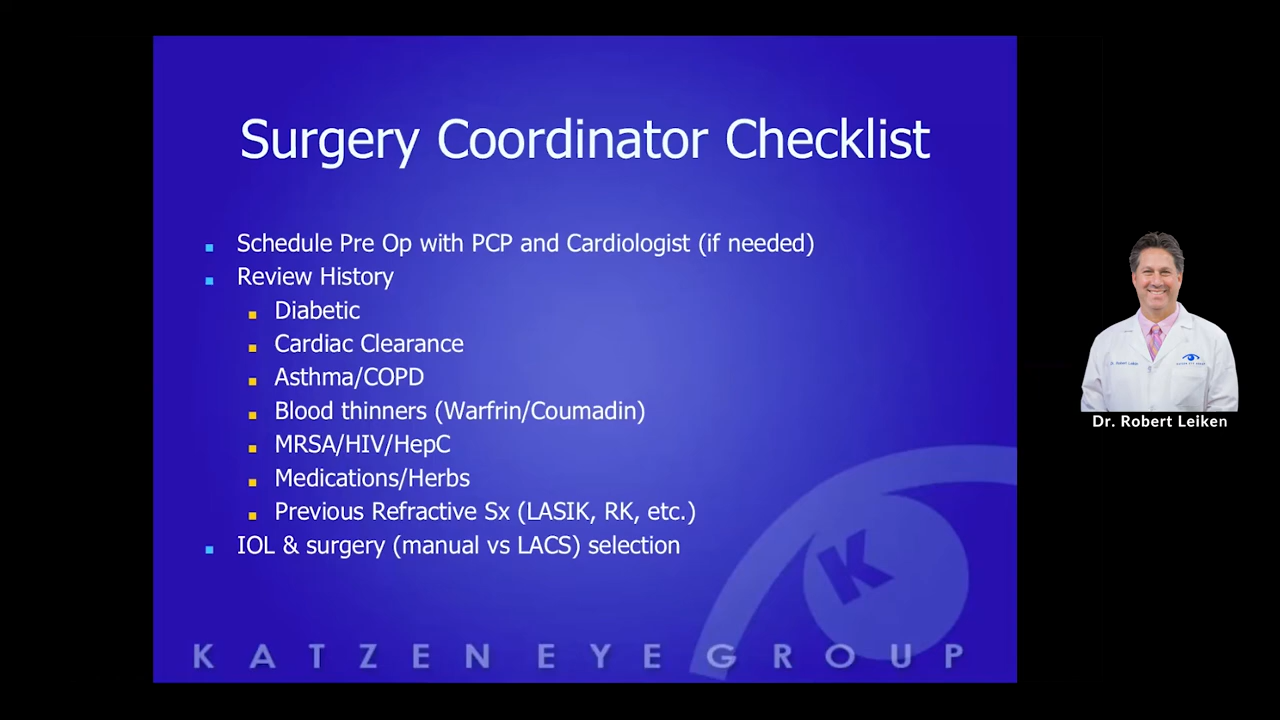 Surgery Coordinator Checklist
Schedule Pre Op with PCP and Cardiologist (if needed)
Review History
Diabetic
Cardiac Clearance
Asthma/COPD
Blood thinners (Warfrin/Coumadin)
MRSA/HIV/HepC
Medications/Herbs
Previous Refractive Sx (LASIK, RK, etc.)
IOL & surgery (manual vs LACS) selection
K
KATZEN EYE GROUP
Dr. Robert Leiken